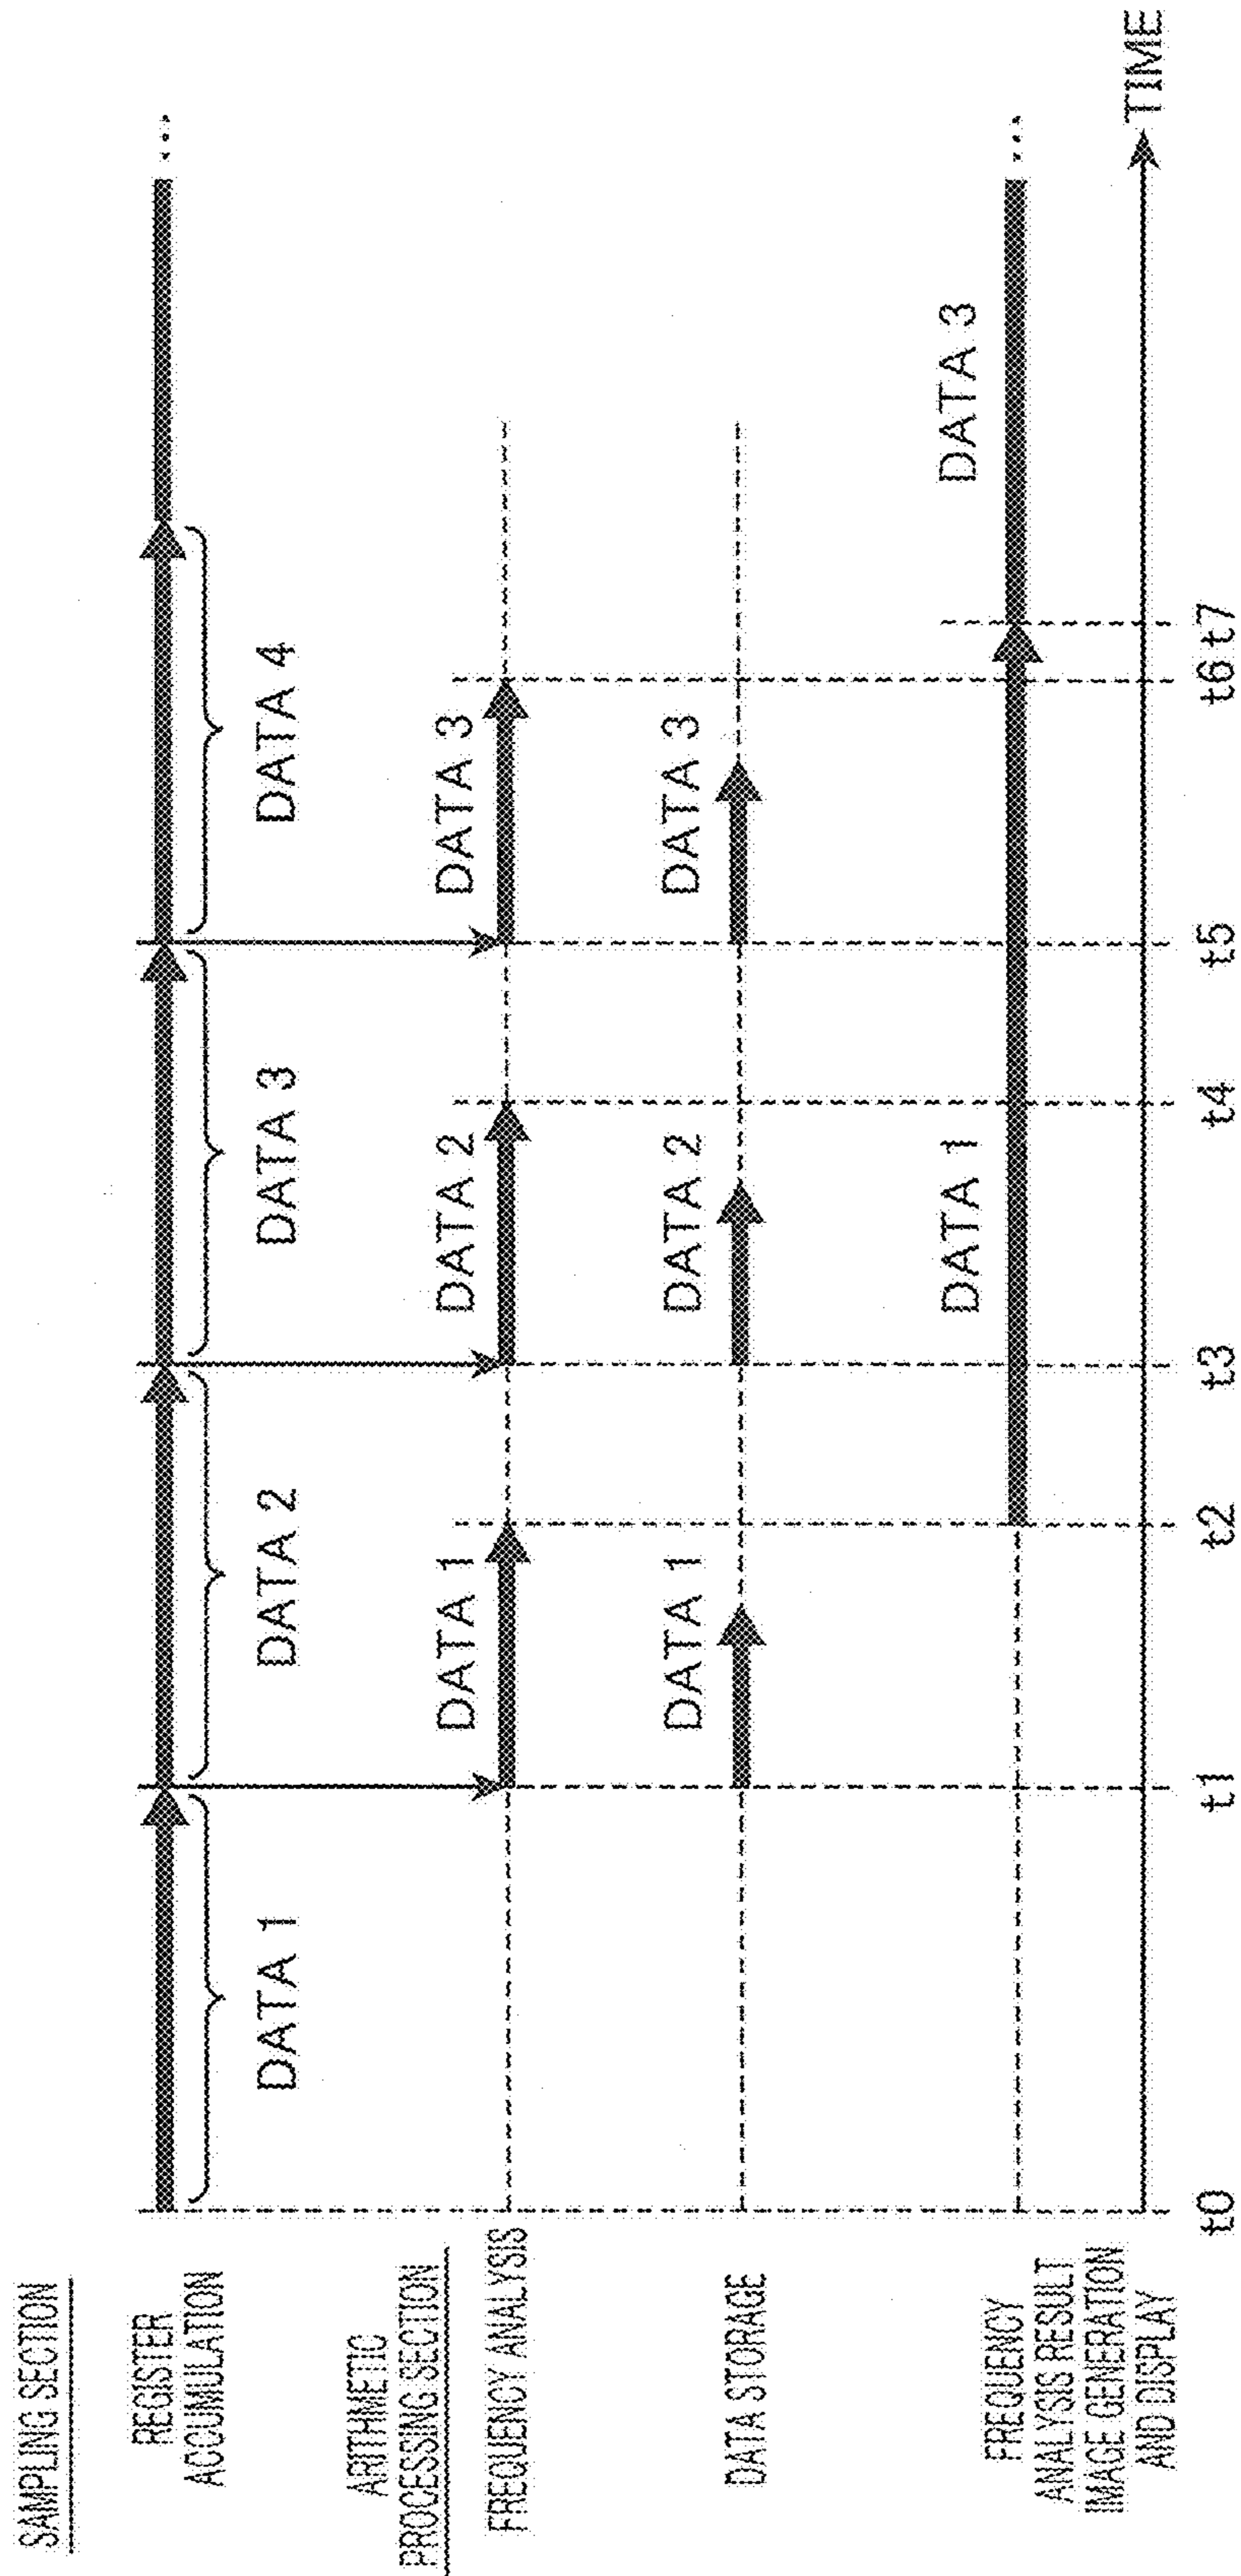 SAMPLING SECTION
REGISTER
ACCUMULATION
DATA 1
DATA 2
DATA 3
DATA 4
ARITHMETIC
PROCESSING SECTION
FREQUENCY ANALYSIS
DATA 1
DATA 2
DATA 3
DATA STORAGE
DATA 1
DATA 2
DATA 3
FREQUENCY
ANALYSIS RESULT
IMAGE GENERATION
AND DISPLAY
DATA 1
DATA 3
TIME
t0
t1
t2
t3
t4
t5
t6
t7